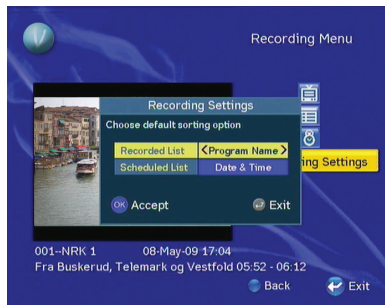 Recording Menu
Recording Settings
Choose default sorting option
Recorded List <Program Name>
Scheduled List Date & Time
ing Settings
OK Accept Exit
001--NRK 1 08-May-09 17:04
Fra Buskerud, Telemark og Vestfold 05:52 - 06:12
Back Exit